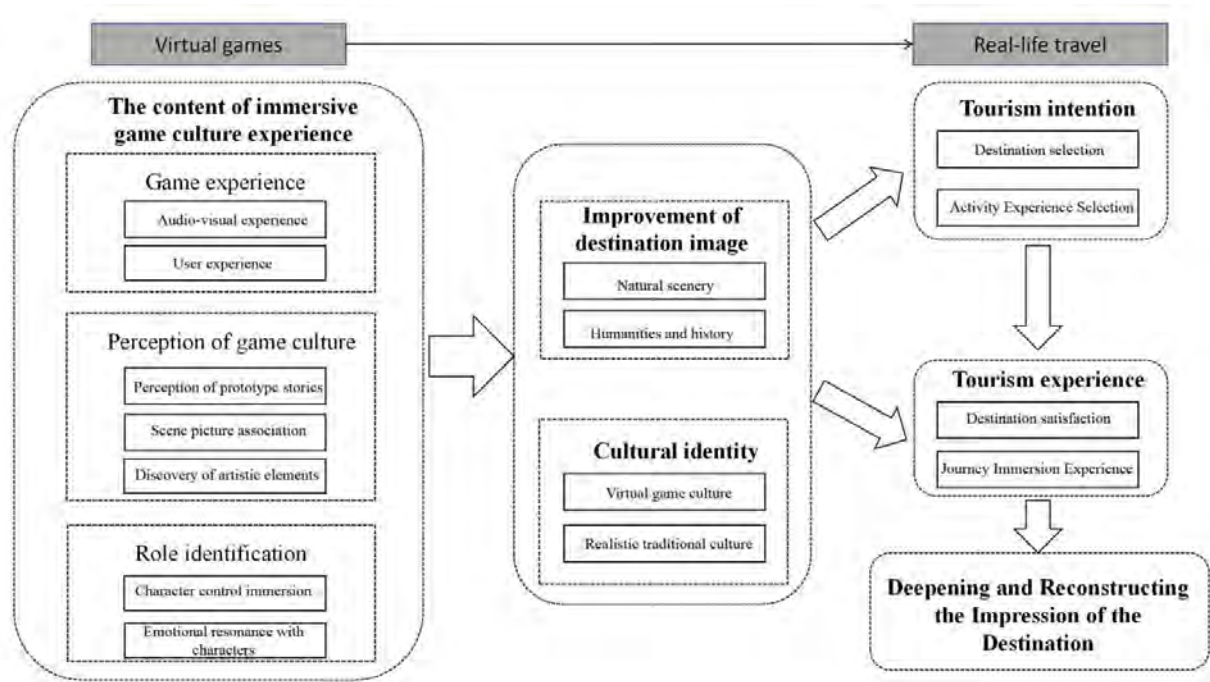 Virtual games
Real-life travel
The content of immersive
game culture experience
Game experience
Audio-visual experience
User experience
Perception of game culture
Perception of prototype stories
Scene picture association
Discovery of artistic elements
Role identification
Character control immersion
Emotional resonance with
characters
Improvement of
destination image
Natural scenery
Humanities and history
Cultural identity
Virtual game culture
Realistic traditional culture
Tourism intention
Destination selection
Activity Experience Selection
Tourism experience
Destination satisfaction
Journey Immersion Experience
Deepening and Reconstructing
the Impression of the
Destination